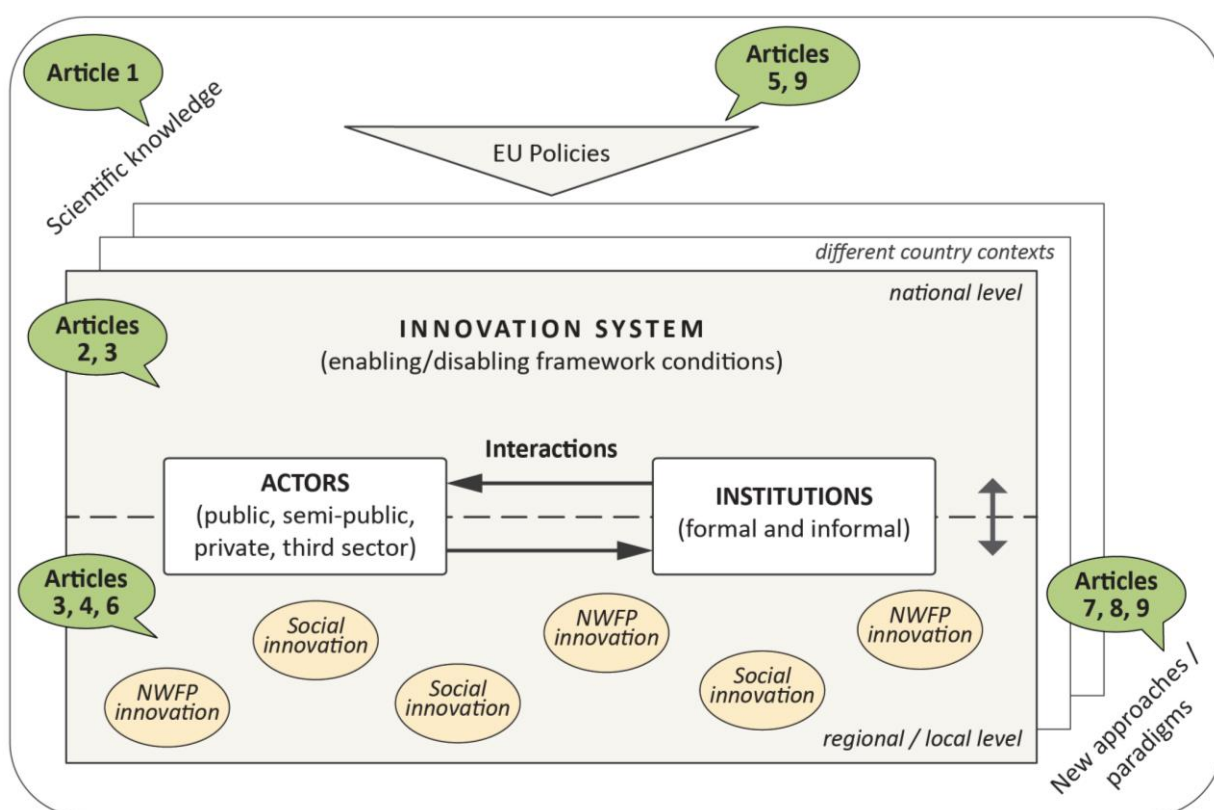 Article 1
Articles
5, 9
Scientific knowledge
EU Policies
different country contexts
national level
Articles
2, 3
INNOVATION SYSTEM
(enabling/disabling framework conditions)
Interactions
ACTORS
(public, semi-public,
private, third sector)
INSTITUTIONS
(formal and informal)
Articles
3, 4, 6
Articles
7, 8, 9
Social
innovation
NWFP
innovation
NWFP
innovation
NWFP
innovation
Social
innovation
Social
innovation
regional / local level
New approaches /
paradigms